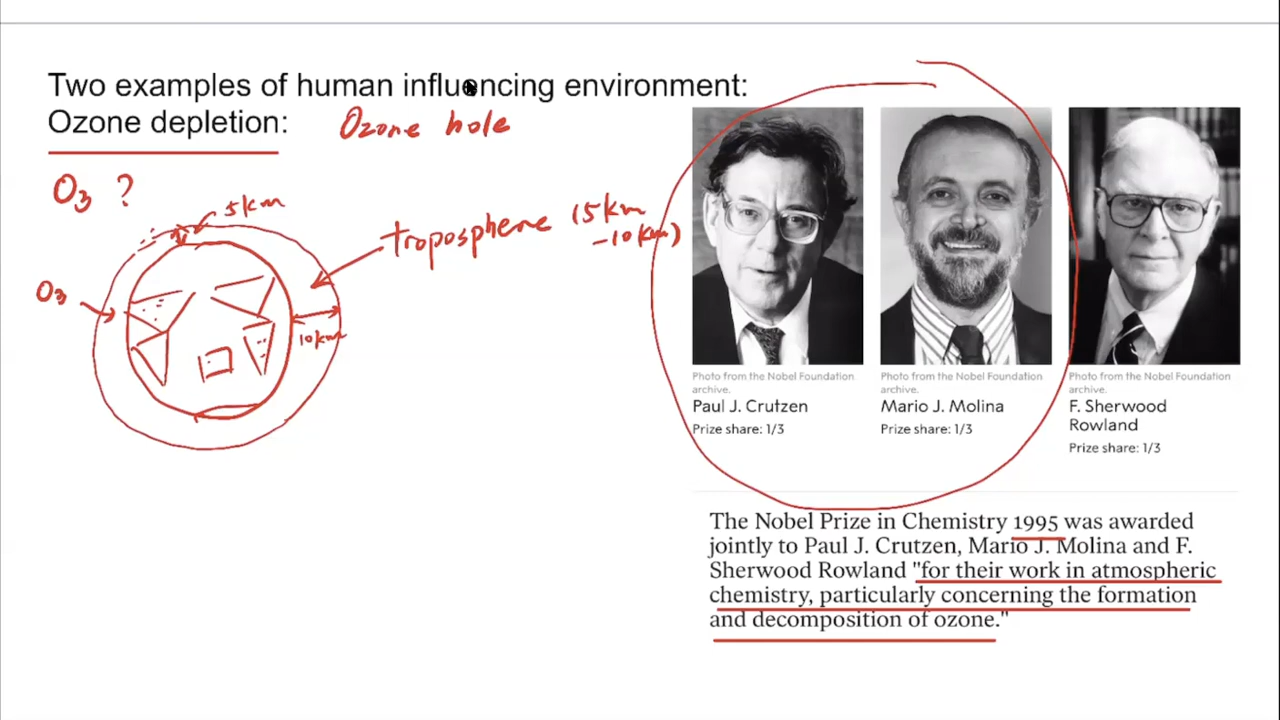 Two examples of human influencing environment:
Ozone depletion:
Ozone hole
O3 ?
5km
troposphere (5km
-10km)
O3
10km
Photo from the Nobel Foundation
archive.
Paul J. Crutzen
Prize share: 1/3
Photo from the Nobel Foundation
archive.
Mario J. Molina
Prize share: 1/3
Photo from the Nobel Foundation
archive.
F. Sherwood
Rowland
Prize share: 1/3
The Nobel Prize in Chemistry 1995 was awarded
jointly to Paul J. Crutzen, Mario J. Molina and F.
Sherwood Rowland "for their work in atmospheric
chemistry, particularly concerning the formation
and decomposition of ozone."